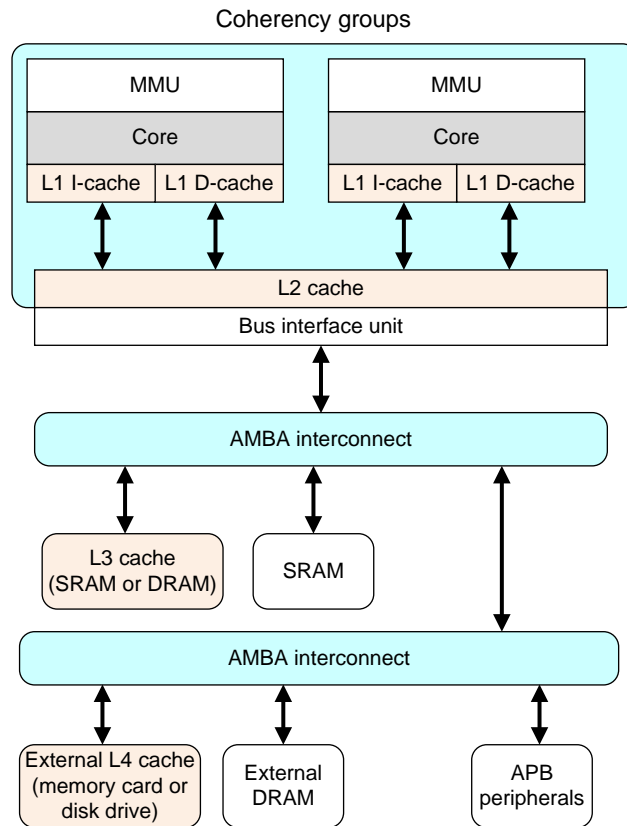 Coherency groups
MMU
MMU
Core
Core
L1 I-cache
L1 D-cache
L1 I-cache
L1 D-cache
L2 cache
Bus interface unit
AMBA interconnect
L3 cache
(SRAM or DRAM)
SRAM
AMBA interconnect
External L4 cache
(memory card or
disk drive)
External
DRAM
APB
peripherals